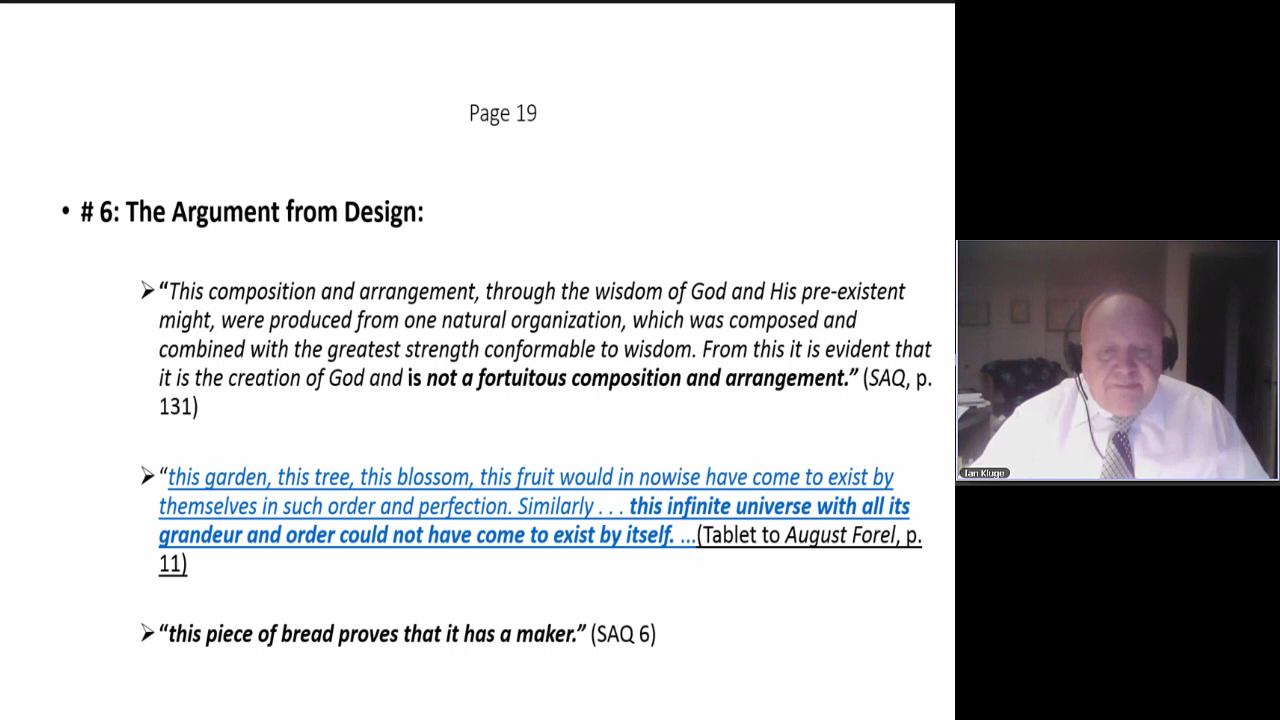 Page 19
• # 6: The Argument from Design:
➢ “This composition and arrangement, through the wisdom of God and His pre-existent
might, were produced from one natural organization, which was composed and
combined with the greatest strength conformable to wisdom. From this it is evident that
it is the creation of God and is not a fortuitous composition and arrangement.” (SAQ, p.
131)
➢ “this garden, this tree, this blossom, this fruit would in nowise have come to exist by
themselves in such order and perfection. Similarly . . . this infinite universe with all its
grandeur and order could not have come to exist by itself. ...(Tablet to August Forel, p.
11)
➢ “this piece of bread proves that it has a maker.” (SAQ 6)
Ian Kluge